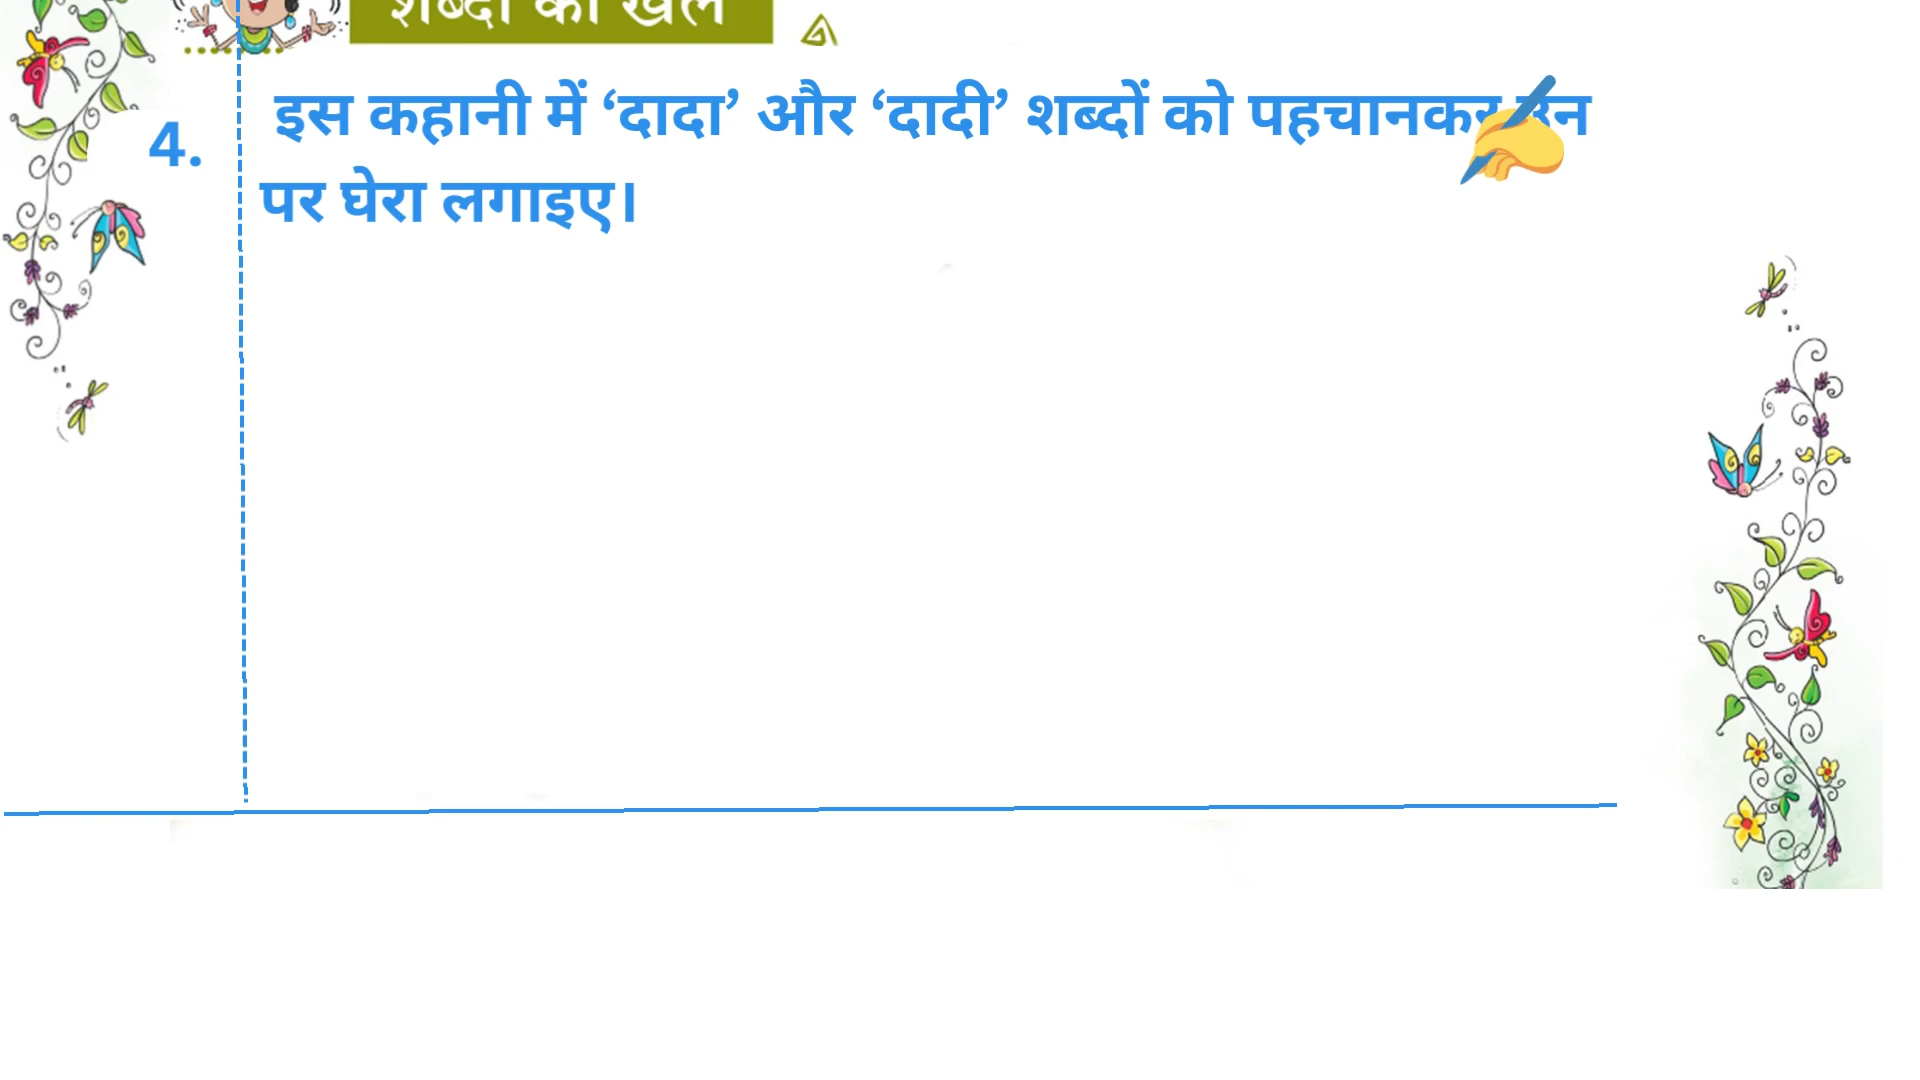 शब्दों का खेल
इस कहानी में ‘दादा’ और ‘दादी’ शब्दों को पहचानकर उन
4.
पर घेरा लगाइए।